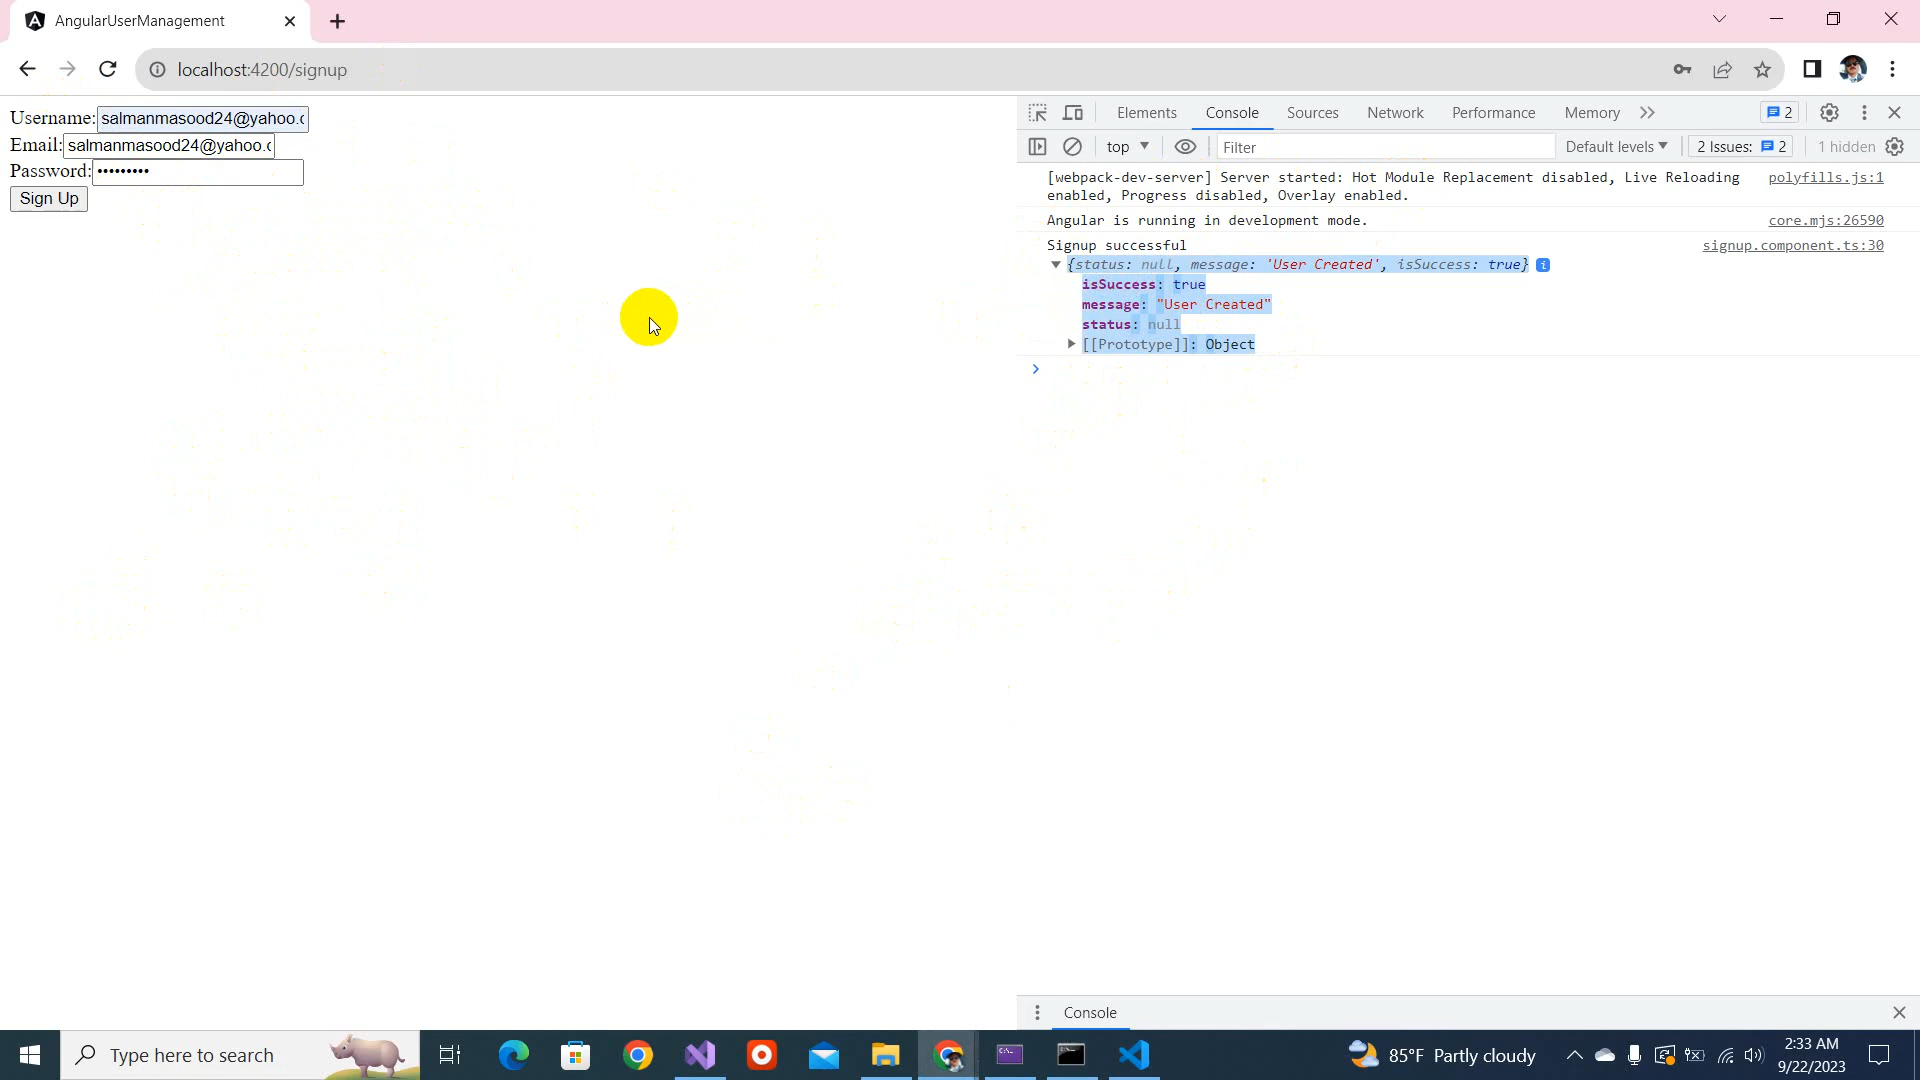 AngularUserManagement
localhost:4200/signup
Username: salmanmasood24@yahoo.c
Email: salmanmasood24@yahoo.c
Password: •••••••••
Sign Up
Elements Console Sources Network Performance Memory 2
top Filter Default levels 2 Issues: 2 1 hidden
[webpack-dev-server] Server started: Hot Module Replacement disabled, Live Reloading polyfills.js:1
enabled, Progress disabled, Overlay enabled.
Angular is running in development mode. core.mjs:26590
Signup successful signup.component.ts:30
{status: null, message: 'User Created', isSuccess: true}
isSuccess: true
message: "User Created"
status: null
[[Prototype]]: Object
Console
Type here to search
85°F Partly cloudy
2:33 AM
9/22/2023